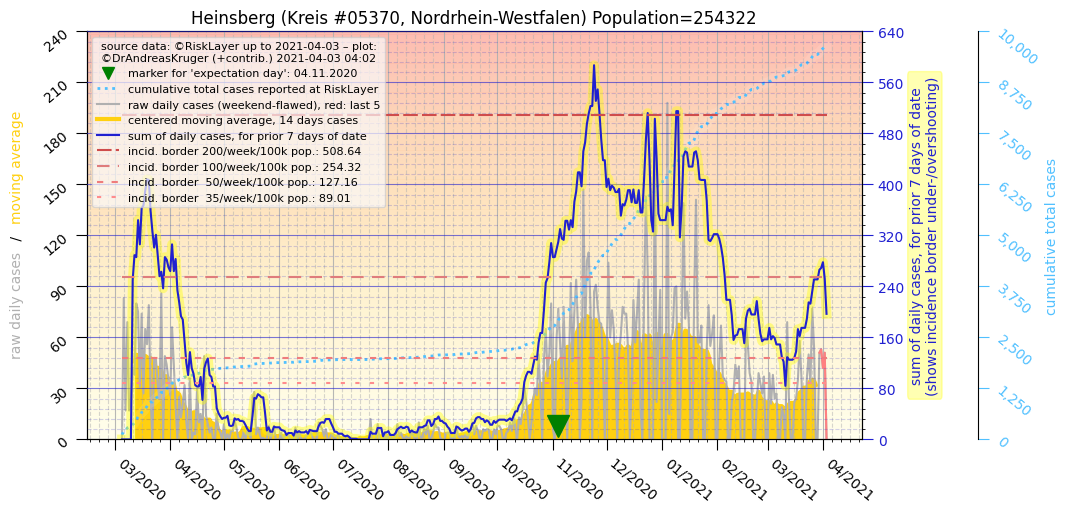 Heinsberg (Kreis #05370, Nordrhein-Westfalen) Population=254322
source data: ©RiskLayer up to 2021-04-03 – plot:
©DrAndreasKruger (+contrib.) 2021-04-03 04:02
marker for 'expectation day': 04.11.2020
cumulative total cases reported at RiskLayer
raw daily cases (weekend-flawed), red: last 5
centered moving average, 14 days cases
sum of daily cases, for prior 7 days of date
incid. border 200/week/100k pop.: 508.64
incid. border 100/week/100k pop.: 254.32
incid. border  50/week/100k pop.: 127.16
incid. border  35/week/100k pop.: 89.01
raw daily cases / moving average
240
210
180
150
120
90
60
30
0
640
560
480
400
320
240
160
80
0
sum of daily cases, for prior 7 days of date
(shows incidence border under-/overshooting)
10,000
8,750
7,500
6,250
5,000
3,750
2,500
1,250
0
cumulative total cases
03/2020
04/2020
05/2020
06/2020
07/2020
08/2020
09/2020
10/2020
11/2020
12/2020
01/2021
02/2021
03/2021
04/2021